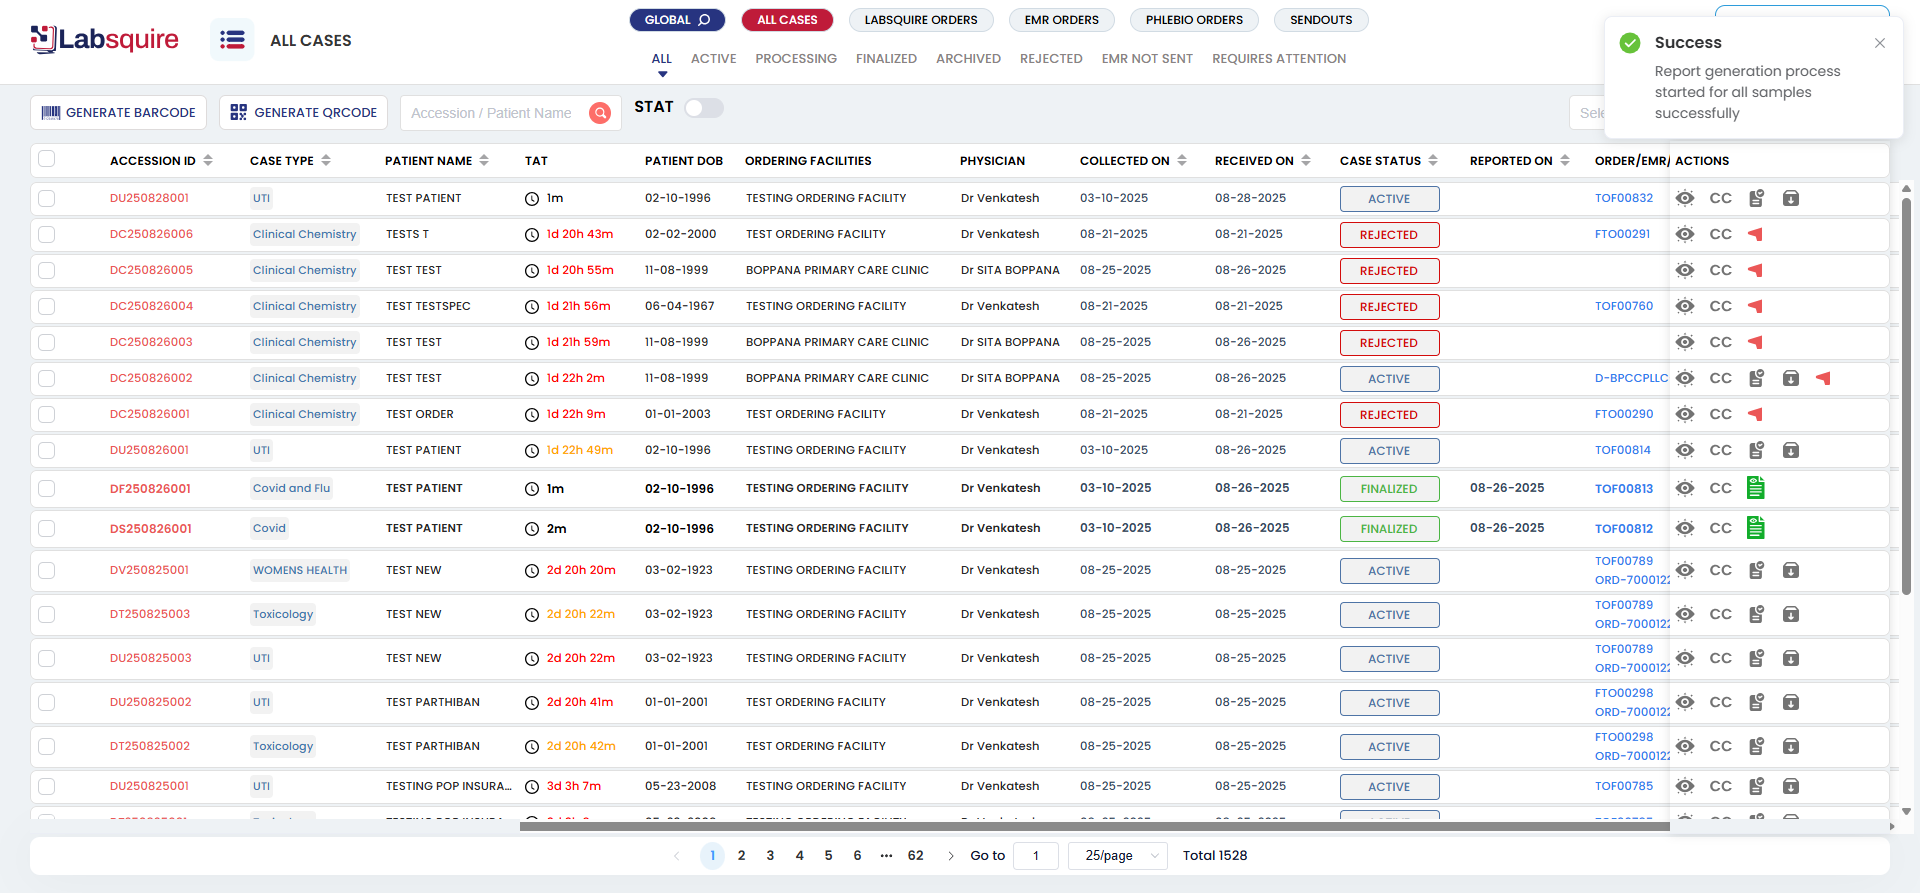 Labsquire
ALL CASES
GLOBAL
ALL CASES
LABSQUIRE ORDERS
EMR ORDERS
PHLEBIO ORDERS
SENDOUTS
ALL
ACTIVE
PROCESSING
FINALIZED
ARCHIVED
REJECTED
EMR NOT SENT
REQUIRES ATTENTION
Success
Report generation process
started for all samples
successfully
GENERATE BARCODE
GENERATE QRCODE
Accession / Patient Name
STAT
ACCESSION ID CASE TYPE PATIENT NAME TAT PATIENT DOB ORDERING FACILITIES PHYSICIAN COLLECTED ON RECEIVED ON CASE STATUS REPORTED ON ORDER/EMR/ ACTIONS
DU250828001 UTI TEST PATIENT 1m 02-10-1996 TESTING ORDERING FACILITY Dr Venkatesh 03-10-2025 08-28-2025 ACTIVE TOF00832 CC
DC250826006 Clinical Chemistry TESTS T 1d 20h 43m 02-02-2000 TEST ORDERING FACILITY Dr Venkatesh 08-21-2025 08-21-2025 REJECTED FTO00291 CC
DC250826005 Clinical Chemistry TEST TEST 1d 20h 55m 11-08-1999 BOPPANA PRIMARY CARE CLINIC Dr SITA BOPPANA 08-25-2025 08-26-2025 REJECTED CC
DC250826004 Clinical Chemistry TEST TESTSPEC 1d 21h 56m 06-04-1967 TESTING ORDERING FACILITY Dr Venkatesh 08-21-2025 08-21-2025 REJECTED TOF00760 CC
DC250826003 Clinical Chemistry TEST TEST 1d 21h 59m 11-08-1999 BOPPANA PRIMARY CARE CLINIC Dr SITA BOPPANA 08-25-2025 08-26-2025 REJECTED CC
DC250826002 Clinical Chemistry TEST TEST 1d 22h 2m 11-08-1999 BOPPANA PRIMARY CARE CLINIC Dr SITA BOPPANA 08-25-2025 08-26-2025 ACTIVE D-BPCCPLLC CC
DC250826001 Clinical Chemistry TEST ORDER 1d 22h 9m 01-01-2003 TEST ORDERING FACILITY Dr Venkatesh 08-21-2025 08-21-2025 REJECTED FTO00290 CC
DU250826001 UTI TEST PATIENT 1d 22h 49m 02-10-1996 TESTING ORDERING FACILITY Dr Venkatesh 03-10-2025 08-26-2025 ACTIVE TOF00814 CC
DF250826001 Covid and Flu TEST PATIENT 1m 02-10-1996 TESTING ORDERING FACILITY Dr Venkatesh 03-10-2025 08-26-2025 FINALIZED 08-26-2025 TOF00813 CC
DS250826001 Covid TEST PATIENT 2m 02-10-1996 TESTING ORDERING FACILITY Dr Venkatesh 03-10-2025 08-26-2025 FINALIZED 08-26-2025 TOF00812 CC
DV250825001 WOMENS HEALTH TEST NEW 2d 20h 20m 03-02-1923 TESTING ORDERING FACILITY Dr Venkatesh 08-25-2025 08-25-2025 ACTIVE TOF00789 CC
ORD-7000122
DT250825003 Toxicology TEST NEW 2d 20h 22m 03-02-1923 TESTING ORDERING FACILITY Dr Venkatesh 08-25-2025 08-25-2025 ACTIVE TOF00789 CC
ORD-7000122
DU250825003 UTI TEST NEW 2d 20h 22m 03-02-1923 TESTING ORDERING FACILITY Dr Venkatesh 08-25-2025 08-25-2025 ACTIVE TOF00789 CC
ORD-7000122
DU250825002 UTI TEST PARTHIBAN 2d 20h 41m 01-01-2001 TEST ORDERING FACILITY Dr Venkatesh 08-25-2025 08-25-2025 ACTIVE FTO00298 CC
ORD-7000122
DT250825002 Toxicology TEST PARTHIBAN 2d 20h 42m 01-01-2001 TEST ORDERING FACILITY Dr Venkatesh 08-25-2025 08-25-2025 ACTIVE FTO00298 CC
ORD-7000122
DU250825001 UTI TESTING POP INSURA... 3d 3h 7m 05-23-2008 TESTING ORDERING FACILITY Dr Venkatesh 08-25-2025 08-25-2025 ACTIVE TOF00785 CC
1 2 3 4 5 6 ••• 62 Go to 1 25/page Total 1528